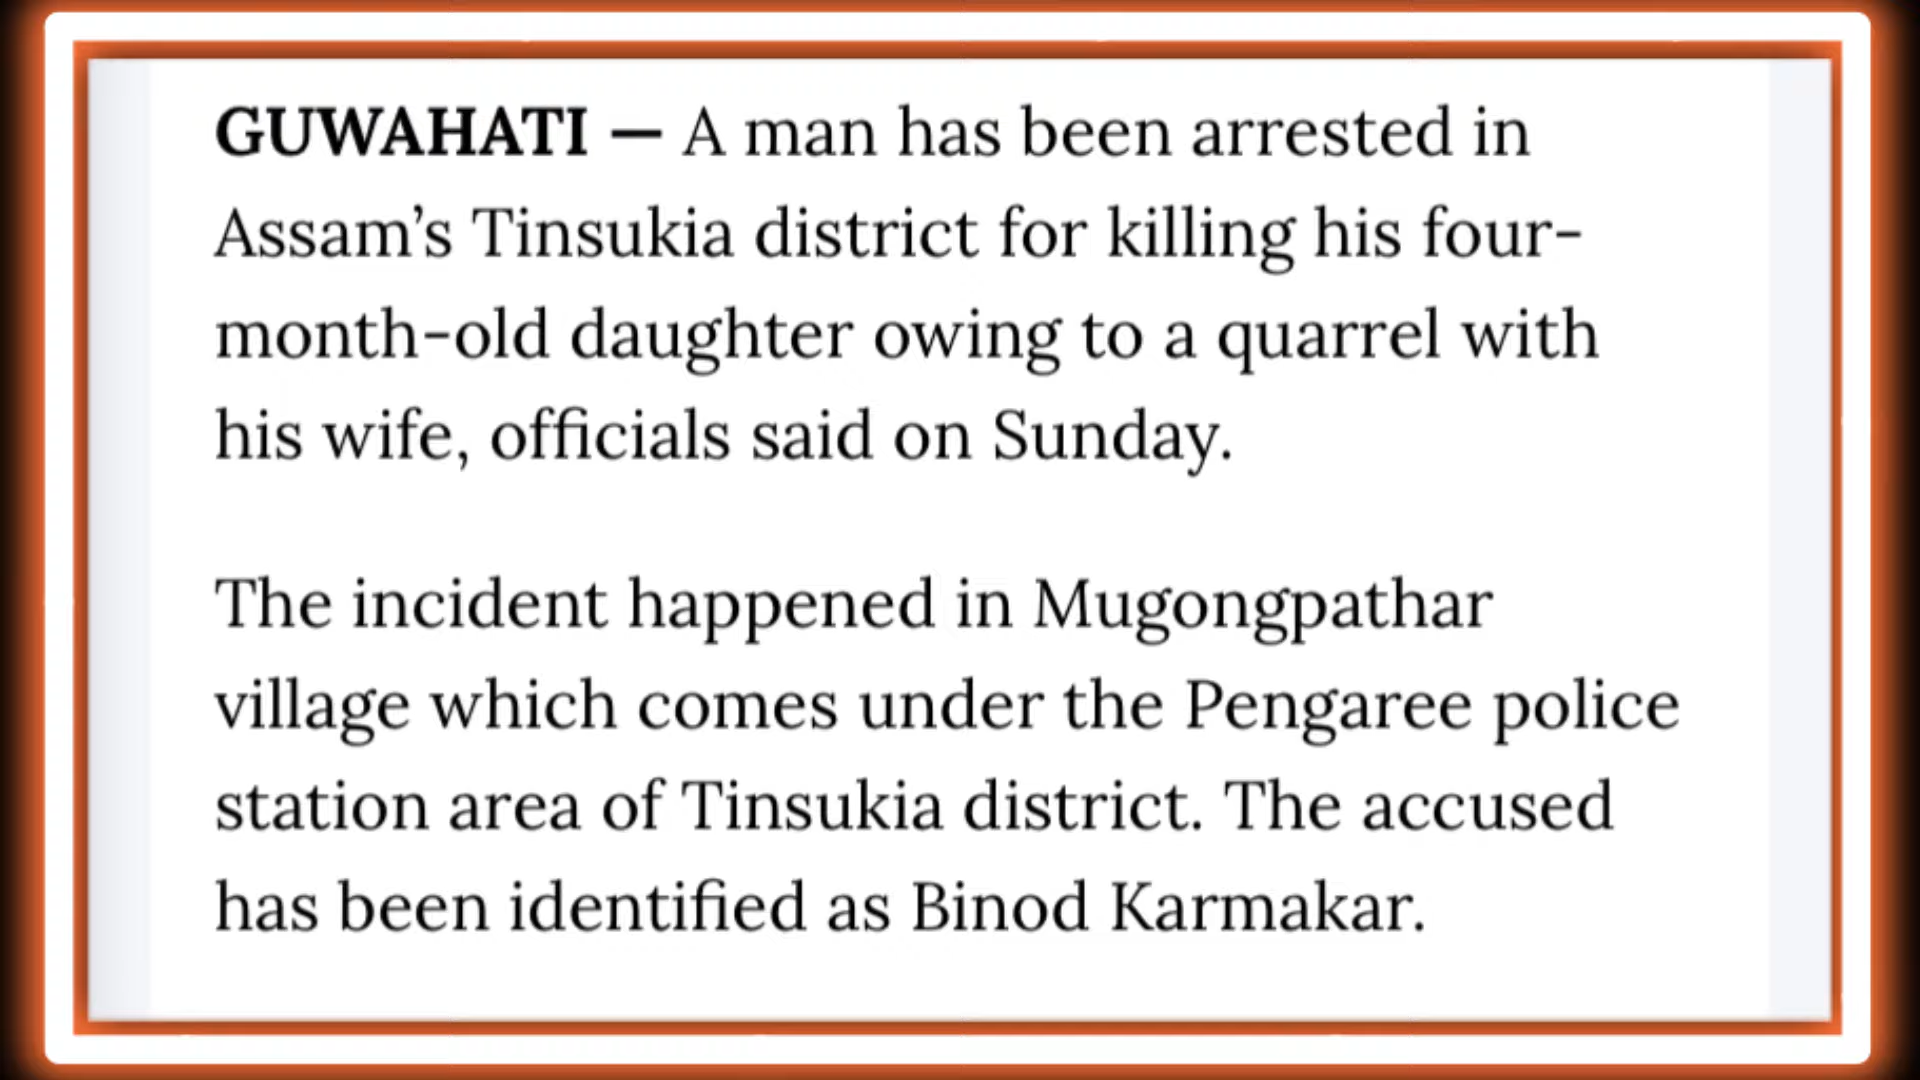 GUWAHATI — A man has been arrested in
Assam’s Tinsukia district for killing his four-
month-old daughter owing to a quarrel with
his wife, officials said on Sunday.
The incident happened in Mugongpathar
village which comes under the Pengaree police
station area of Tinsukia district. The accused
has been identified as Binod Karmakar.